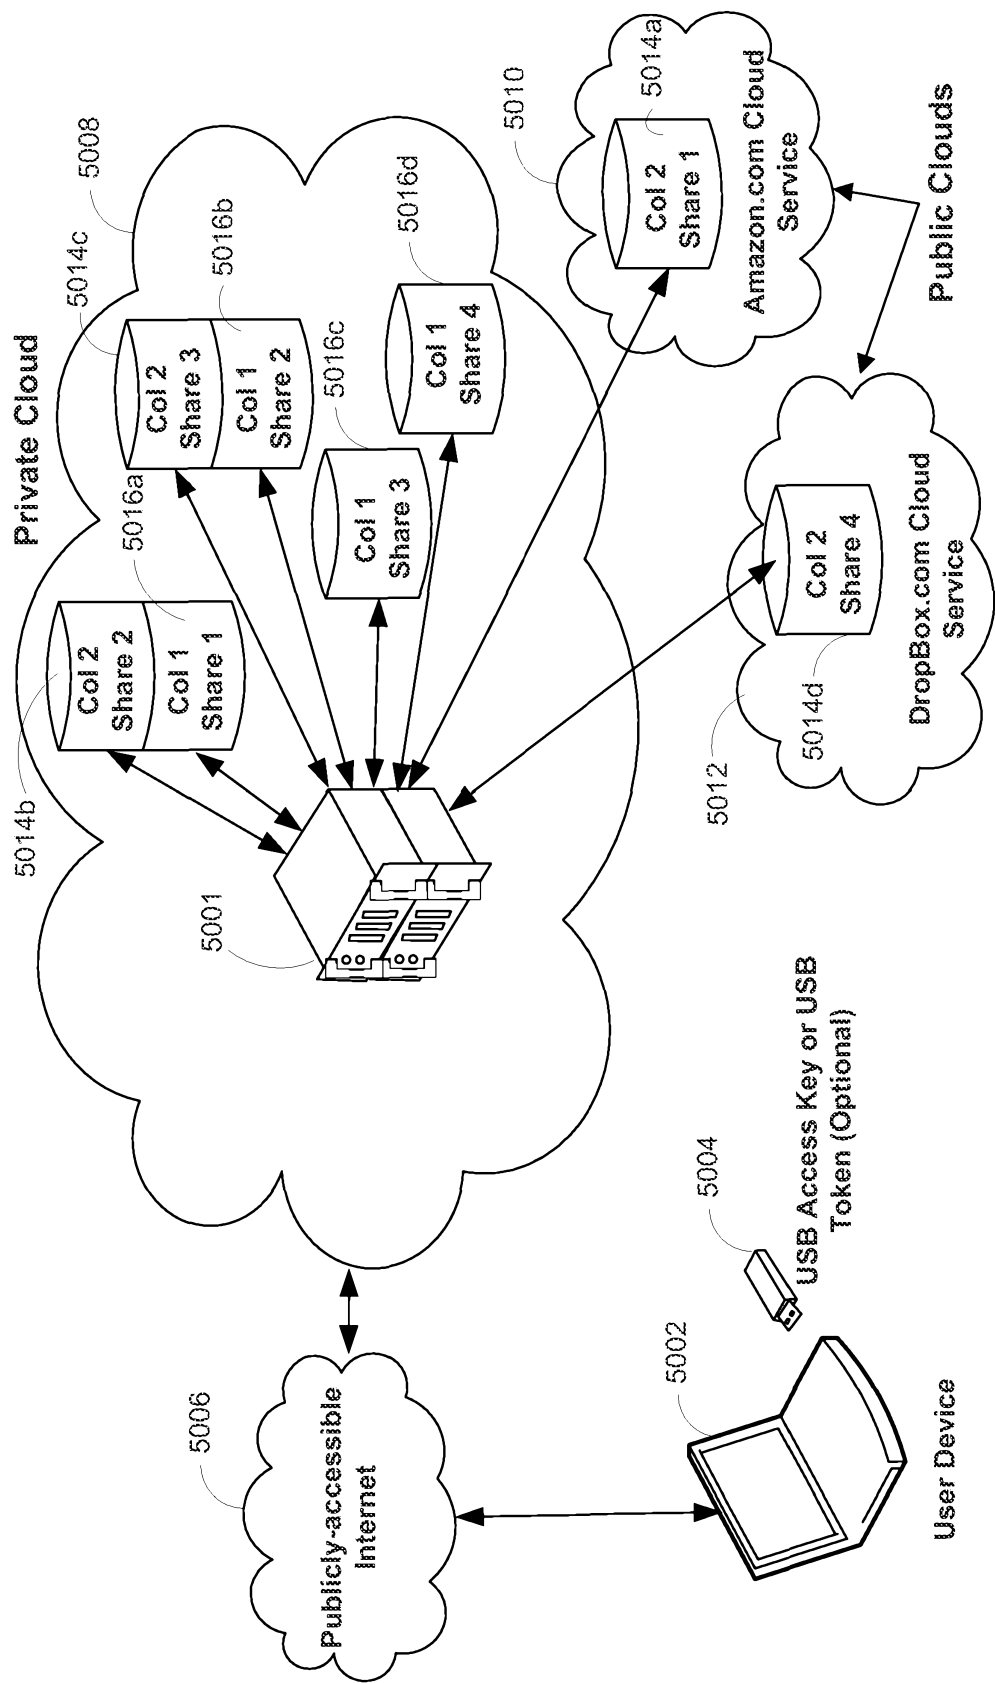 Private Cloud
5014b
5016a
5014c
5008
Col 2
Share 2
Col 1
Share 1
Col 2
Share 3
Col 1
Share 2
5016b
5001
5016c
5016d
Col 1
Share 3
Col 1
Share 4
5006
Publicly-accessible
Internet
5010
5014a
Col 2
Share 1
Amazon.com Cloud
Service
5012
5014d
Col 2
Share 4
DropBox.com Cloud
Service
Public Clouds
5002
5004
USB Access Key or USB
Token (Optional)
User Device